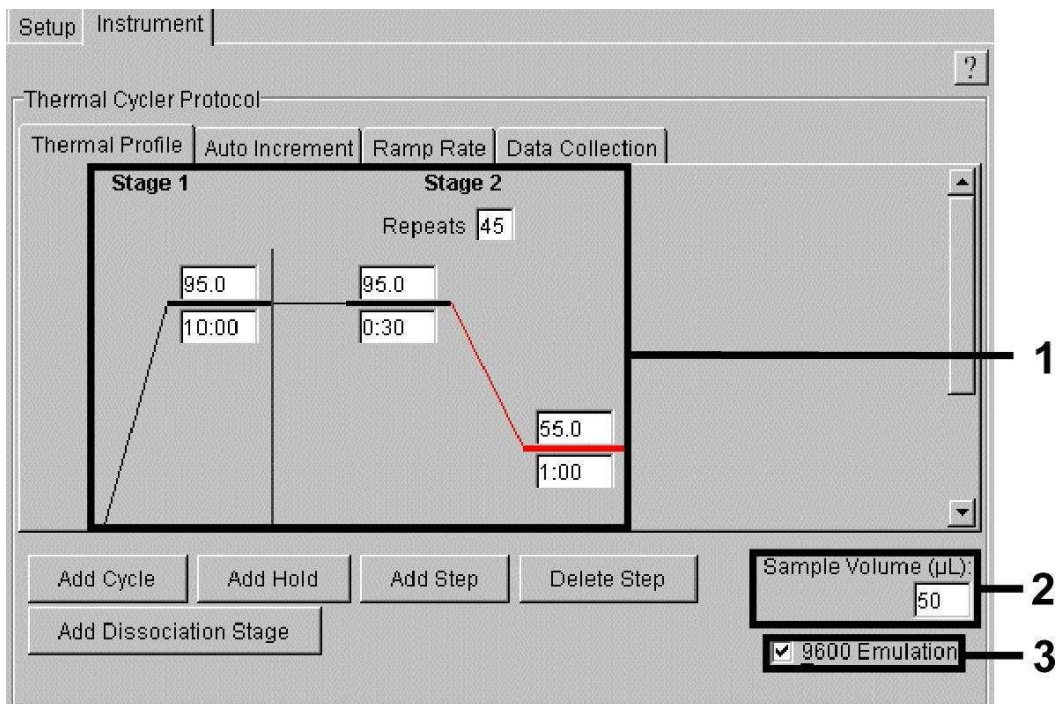 Setup Instrument
?
Thermal Cycler Protocol
Thermal Profile Auto Increment Ramp Rate Data Collection
Stage 1 Stage 2
Repeats 45
95.0 95.0
10:00 0:30
1
55.0
1:00
Add Cycle Add Hold Add Step Delete Step
Sample Volume (µL):
50
2
Add Dissociation Stage
9600 Emulation
3